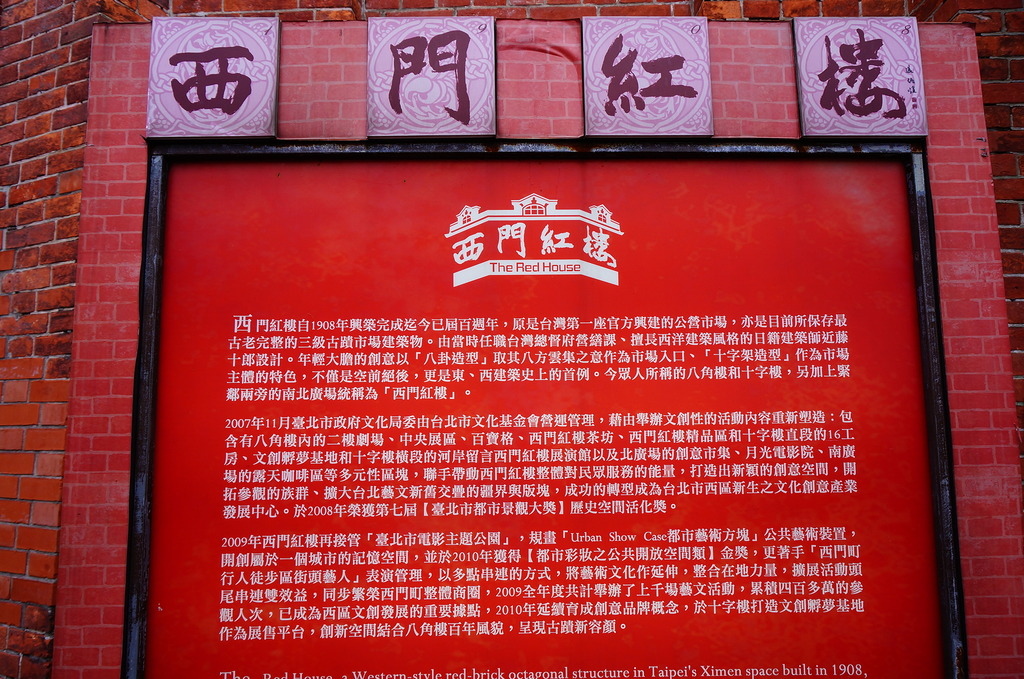 1 9 0 8
西門紅樓
西門紅樓
The Red House
西門紅樓自1908年興築完成迄今已屆百週年，原是台灣第一座官方興建的公營市場，亦是目前所保存最
古老完整的三級古蹟市場建築物。由當時任職台灣總督府營繕課、擅長西洋建築風格的日籍建築師近藤
十郎設計。年輕大膽的創意以「八卦造型」取其八方雲集之意作為市場入口、「十字架造型」作為市場
主體的特色，不僅是空前絕後，更是東、西建築史上的首例。今眾人所稱的八角樓和十字樓，另加上緊
鄰兩旁的南北廣場統稱為「西門紅樓」。
2007年11月臺北市政府文化局委由台北市文化基金會營運管理，藉由舉辦文創性的活動內容重新塑造：包
含有八角樓內的二樓劇場、中央展區、百寶格、西門紅樓茶坊、西門紅樓精品區和十字樓直段的16工
房、文創孵夢基地和十字樓橫段的河岸留言西門紅樓展演館以及北廣場的創意市集、月光電影院、南廣
場的露天咖啡區等多元性區塊，聯手帶動西門紅樓整體對民眾服務的能量，打造出新穎的創意空間，開
拓參觀的族群、擴大台北藝文新舊交疊的疆界與版塊，成功的轉型成為台北市西區新生之文化創意產業
發展中心。於2008年榮獲第七屆【臺北市都市景觀大獎】歷史空間活化獎。
2009年西門紅樓再接管「臺北市電影主題公園」，規畫「Urban Show Case都市藝術方塊」公共藝術裝置，
開創屬於一個城市的記憶空間，並於2010年獲得【都市彩妝之公共開放空間類】金獎，更著手「西門町
行人徒步區街頭藝人」表演管理，以多點串連的方式，將藝術文化作延伸，整合在地力量，擴展活動頭
尾串連雙效益，同步繁榮西門町整體商圈，2009全年度共計舉辦了上千場藝文活動，累積四百多萬的參
觀人次，已成為西區文創發展的重要據點，2010年延續育成創意品牌概念，於十字樓打造文創孵夢基地
作為展售平台，創新空間結合八角樓百年風貌，呈現古蹟新容顏。
The Red House, a Western-style red-brick octagonal structure in Taipei's Ximen space built in 1908,